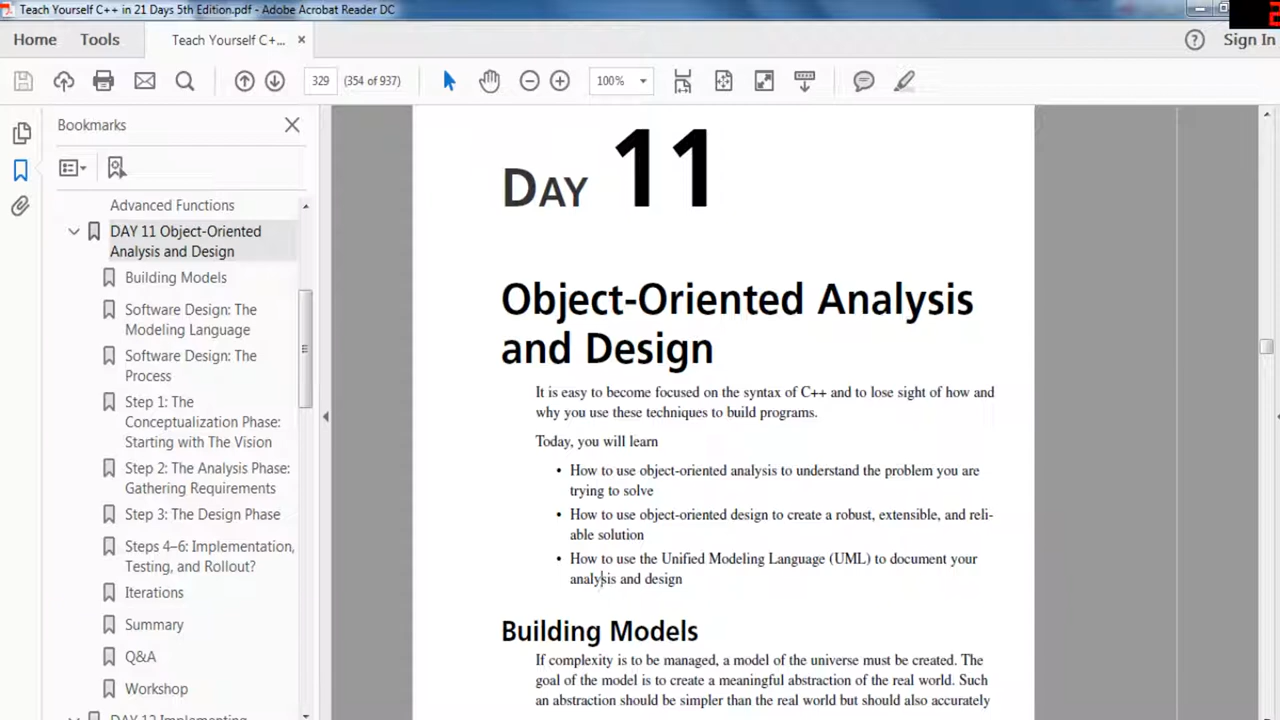 Teach Yourself C++ in 21 Days 5th Edition.pdf - Adobe Acrobat Reader DC
Home Tools Teach Yourself C+... × Sign In
329 (354 of 937) 100%
Bookmarks
Advanced Functions
DAY 11 Object-Oriented
Analysis and Design
Building Models
Software Design: The
Modeling Language
Software Design: The
Process
Step 1: The
Conceptualization Phase:
Starting with The Vision
Step 2: The Analysis Phase:
Gathering Requirements
Step 3: The Design Phase
Steps 4–6: Implementation,
Testing, and Rollout?
Iterations
Summary
Q&A
Workshop
DAY 12 Implementing
DAY 11
Object-Oriented Analysis
and Design
It is easy to become focused on the syntax of C++ and to lose sight of how and
why you use these techniques to build programs.
Today, you will learn
• How to use object-oriented analysis to understand the problem you are
trying to solve
• How to use object-oriented design to create a robust, extensible, and reli-
able solution
• How to use the Unified Modeling Language (UML) to document your
analysis and design
Building Models
If complexity is to be managed, a model of the universe must be created. The
goal of the model is to create a meaningful abstraction of the real world. Such
an abstraction should be simpler than the real world but should also accurately